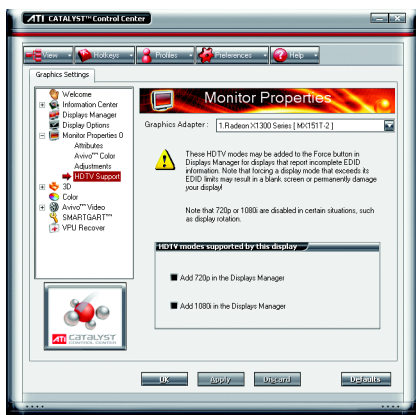 ATI CATALYST™ Control Center
View
Hotkeys
Profiles
Preferences
Help
Graphics Settings
Welcome
Information Center
Displays Manager
Display Options
Monitor Properties 0
Attributes
Avivo™ Color
Adjustments
HDTV Support
3D
Color
Avivo™ Video
SMARTGART™
VPU Recover
ATI CATALYST
CONTROL CENTER
Monitor Properties
Graphics Adapter :
1.Radeon X1300 Series [ MX151T-2 ]
These HDTV modes may be added to the Force button in
Displays Manager for displays that report incomplete EDID
information. Note that forcing a display mode that exceeds its
EDID limits may result in a blank screen or permanently damage
your display!
Note that 720p or 1080i are disabled in certain situations, such
as display rotation.
HDTV modes supported by this display
Add 720p in the Displays Manager
Add 1080i in the Displays Manager
OK
Apply
Discard
Defaults